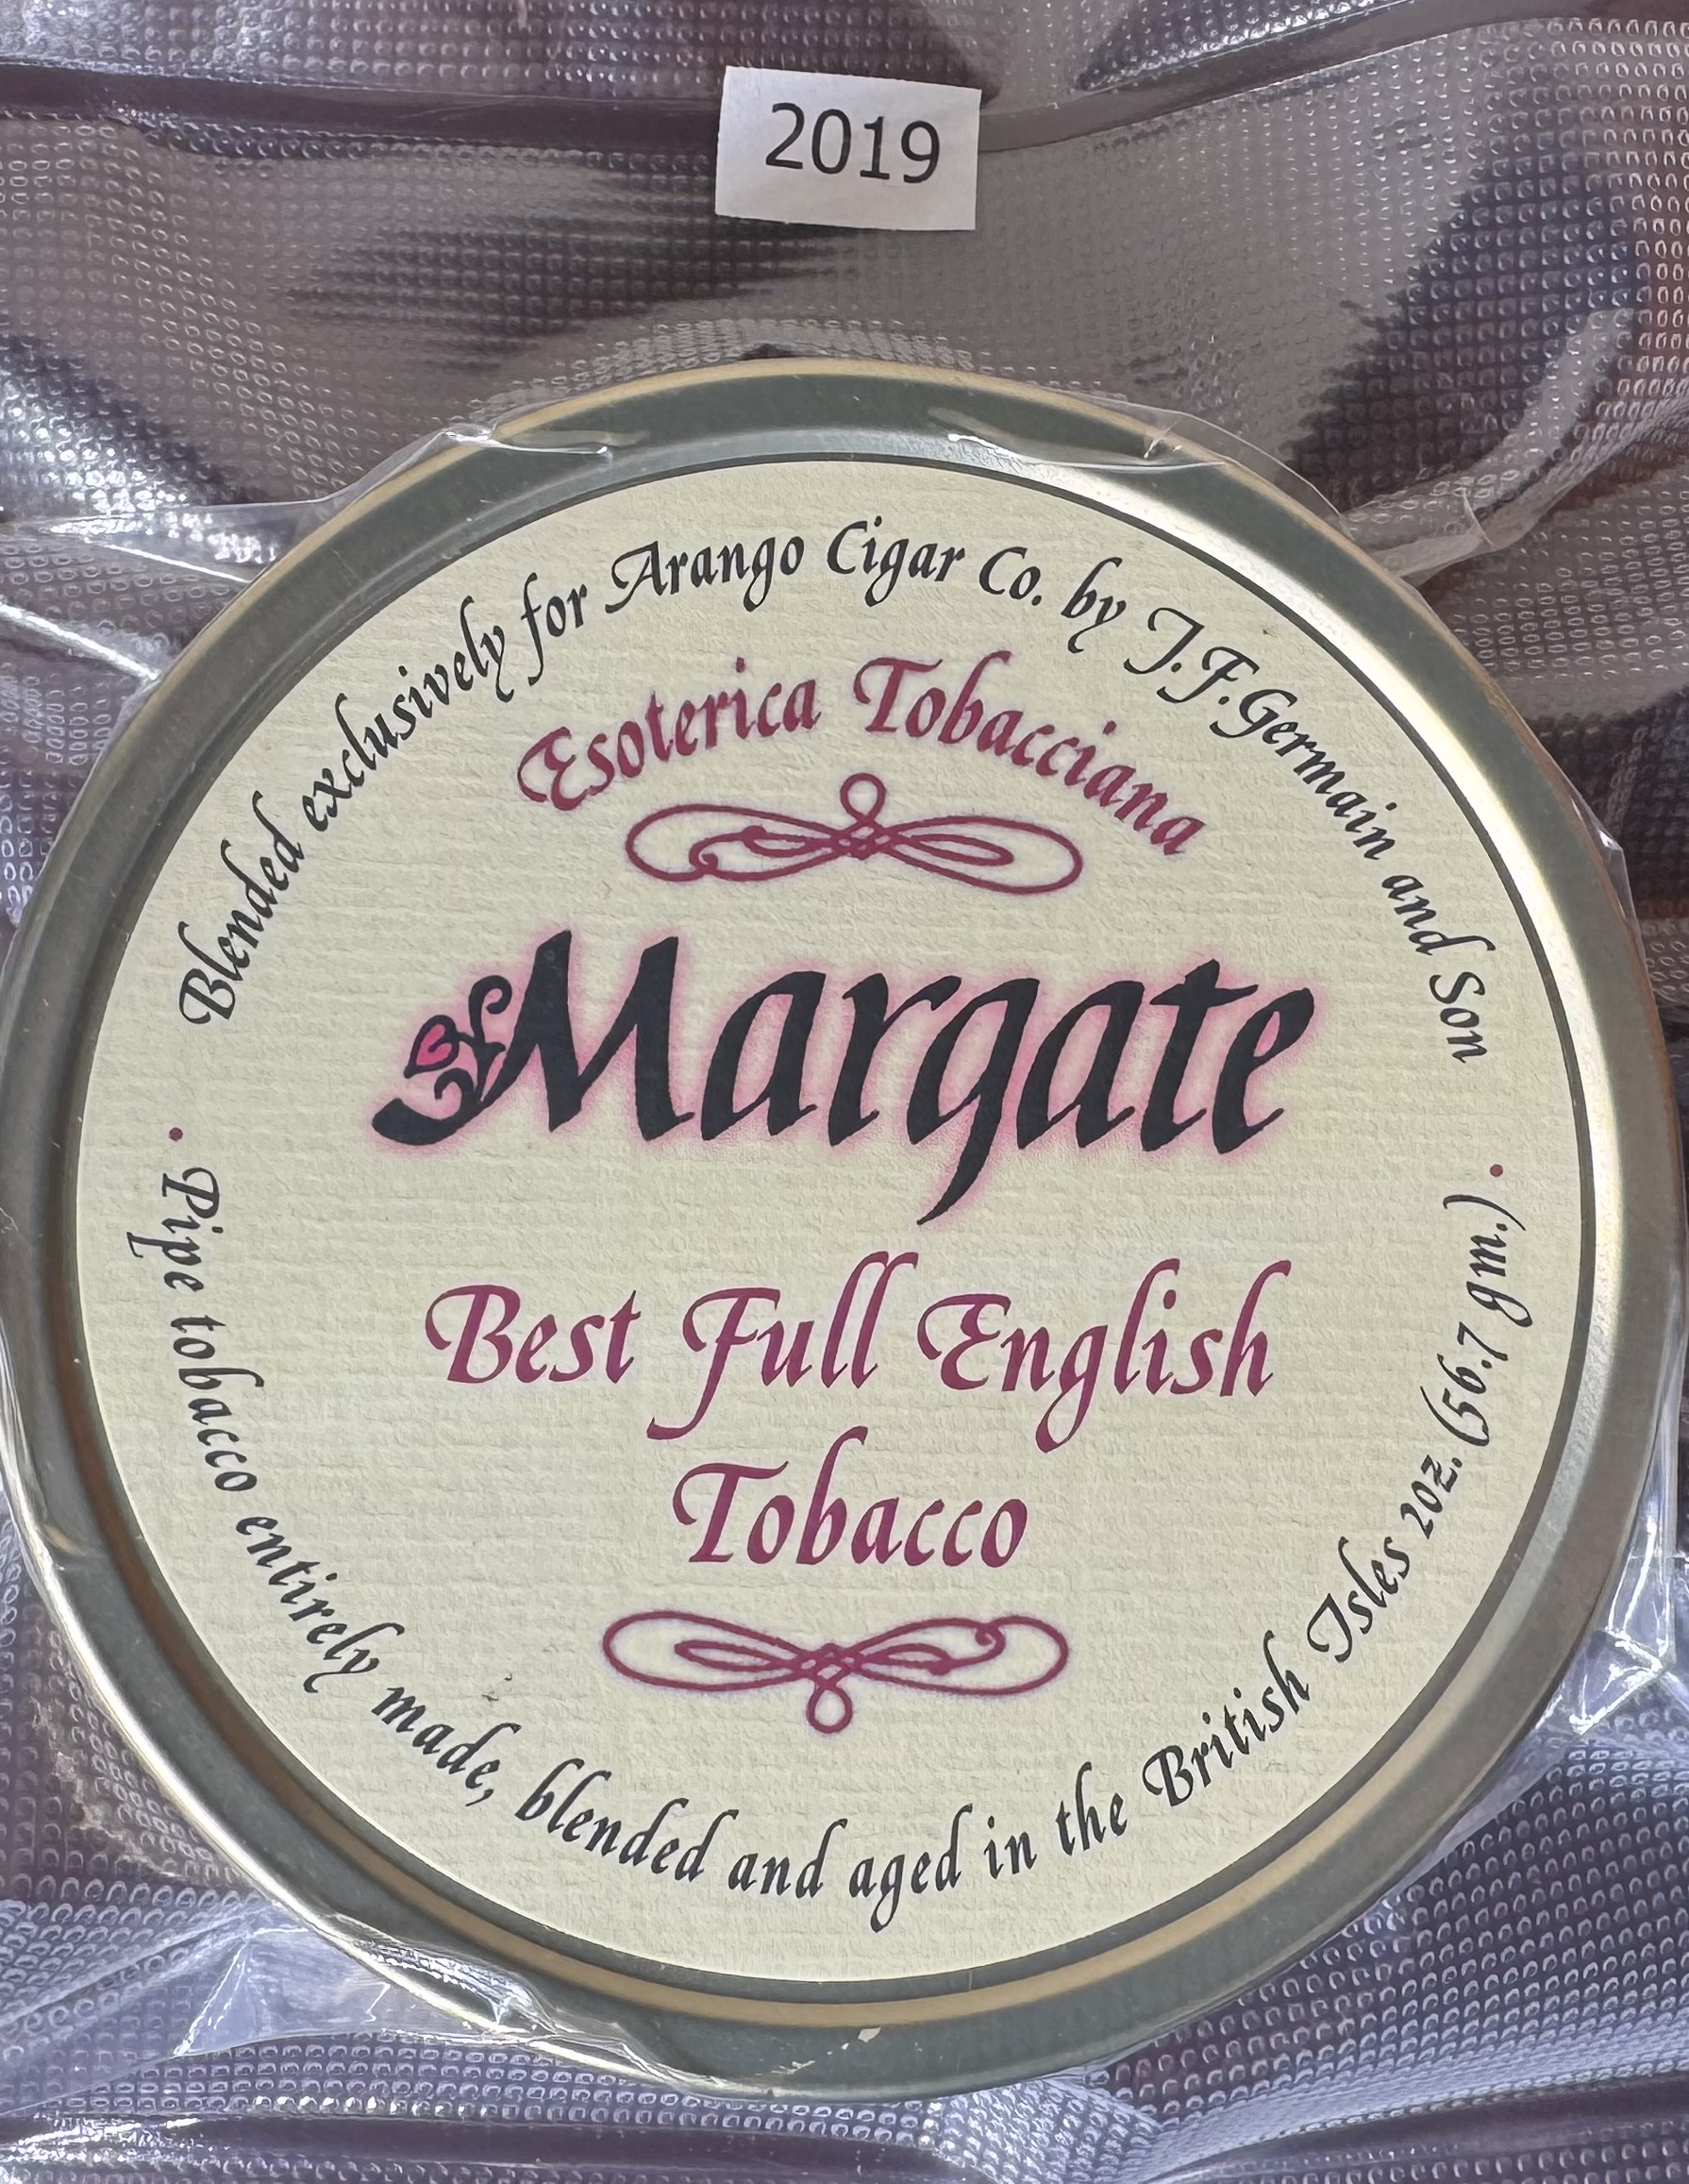 2019
Blended exclusively for Arango Cigar Co. by J.F.Germain and Son
Esoterica Tobacciana
Margate
Best Full English
Tobacco
• Pipe tobacco entirely made, blended and aged in the British Isles 2oz. (56.7 gm.) •